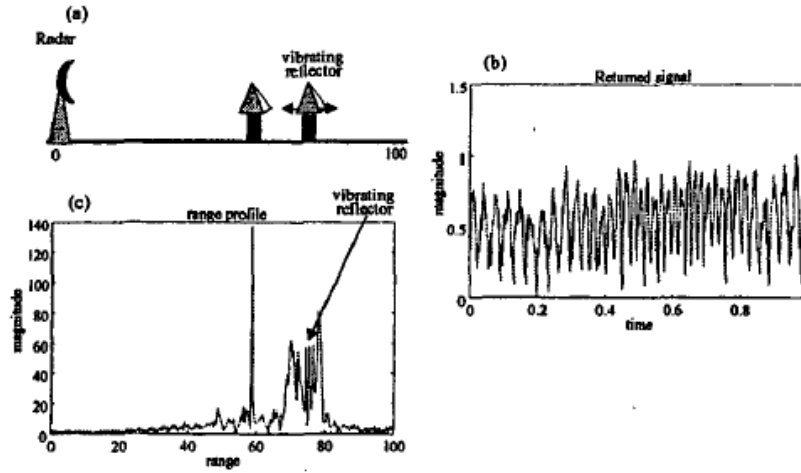 (a)
Radar
vibrating
reflector
0
100
(b)
Returned signal
1.5
1
0.5
0
magnitude
0
0.2
0.4
0.6
0.8
time
(c)
vibrating
reflector
range profile
140
120
100
80
60
40
20
0
magnitude
0
20
40
60
80
100
range